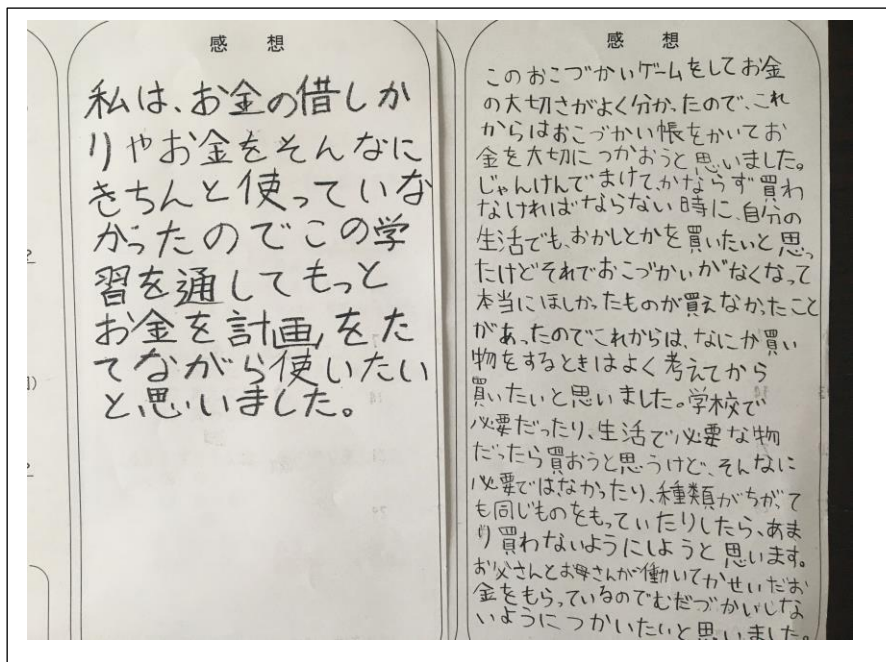 感想
私は、お金の借しか
りやお金をそんなに
きちんと使っていな
かったのでこの学
習を通してもっと
お金を計画をた
てながら使いたい
と思いました。
感想
このおこづかいゲームをしてお金
の大切さがよく分かったので、これ
からはおこづかい帳をかいてお
金を大切につかおうと思いました。
じゃんけんでまけて、かならず買わ
なければならない時に、自分の
生活でも、おかしとかを買いたいと思っ
たけどそれでおこづかいがなくなって
本当にほしかったものが買えなかったこと
があったのでこれからは、なにか買い
物をするときはよく考えてから
買いたいと思いました。学校で
必要だったり、生活で必要な物
だったら買おうと思うけど、そんなに
必要ではなかったり、種類がちがって
も同じものをもっていたりしたら、あま
り買わないようにしようと思います。
お父さんとお母さんが働いてかせいだお
金をもらっているのでむだづかいしな
いようにつかいたいと思いました。